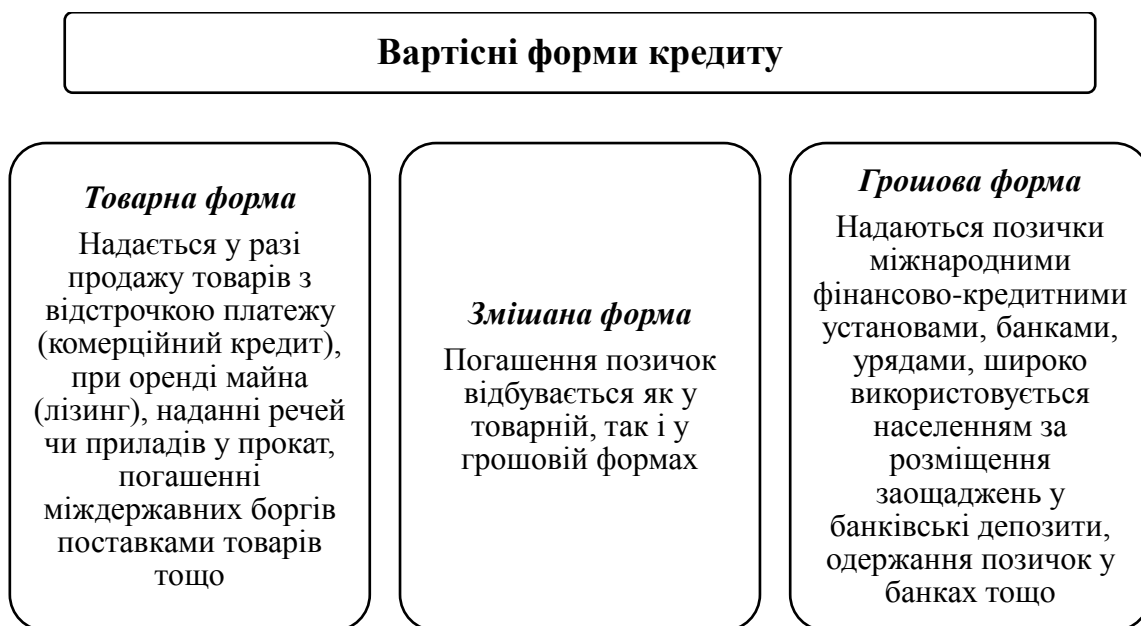 Вартісні форми кредиту
Товарна форма
Надається у разі
продажу товарів з
відстрочкою платежу
(комерційний кредит),
при оренді майна
(лізинг), наданні речей
чи приладів у прокат,
погашенні
міждержавних боргів
поставками товарів
тощо
Змішана форма
Погашення позичок
відбувається як у
товарній, так і у
грошовій формах
Грошова форма
Надаються позички
міжнародними
фінансово-кредитними
установами, банками,
урядами, широко
використовується
населенням за
розміщення
заощаджень у
банківські депозити,
одержання позичок у
банках тощо